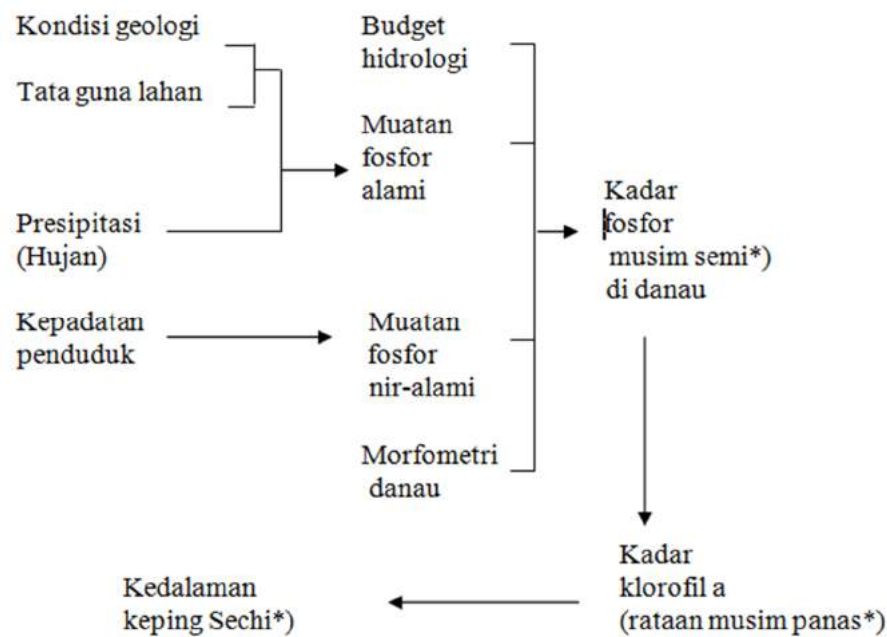 Kondisi geologi
Tata guna lahan
Presipitasi
(Hujan)
Kepadatan
penduduk
Budget
hidrologi
Muatan
fosfor
alami
Muatan
fosfor
nir-alami
Morfometri
danau
Kadar
fosfor
musim semi*)
di danau
Kadar
klorofil a
(rataan musim panas*)
Kedalaman
keping Sechi*)